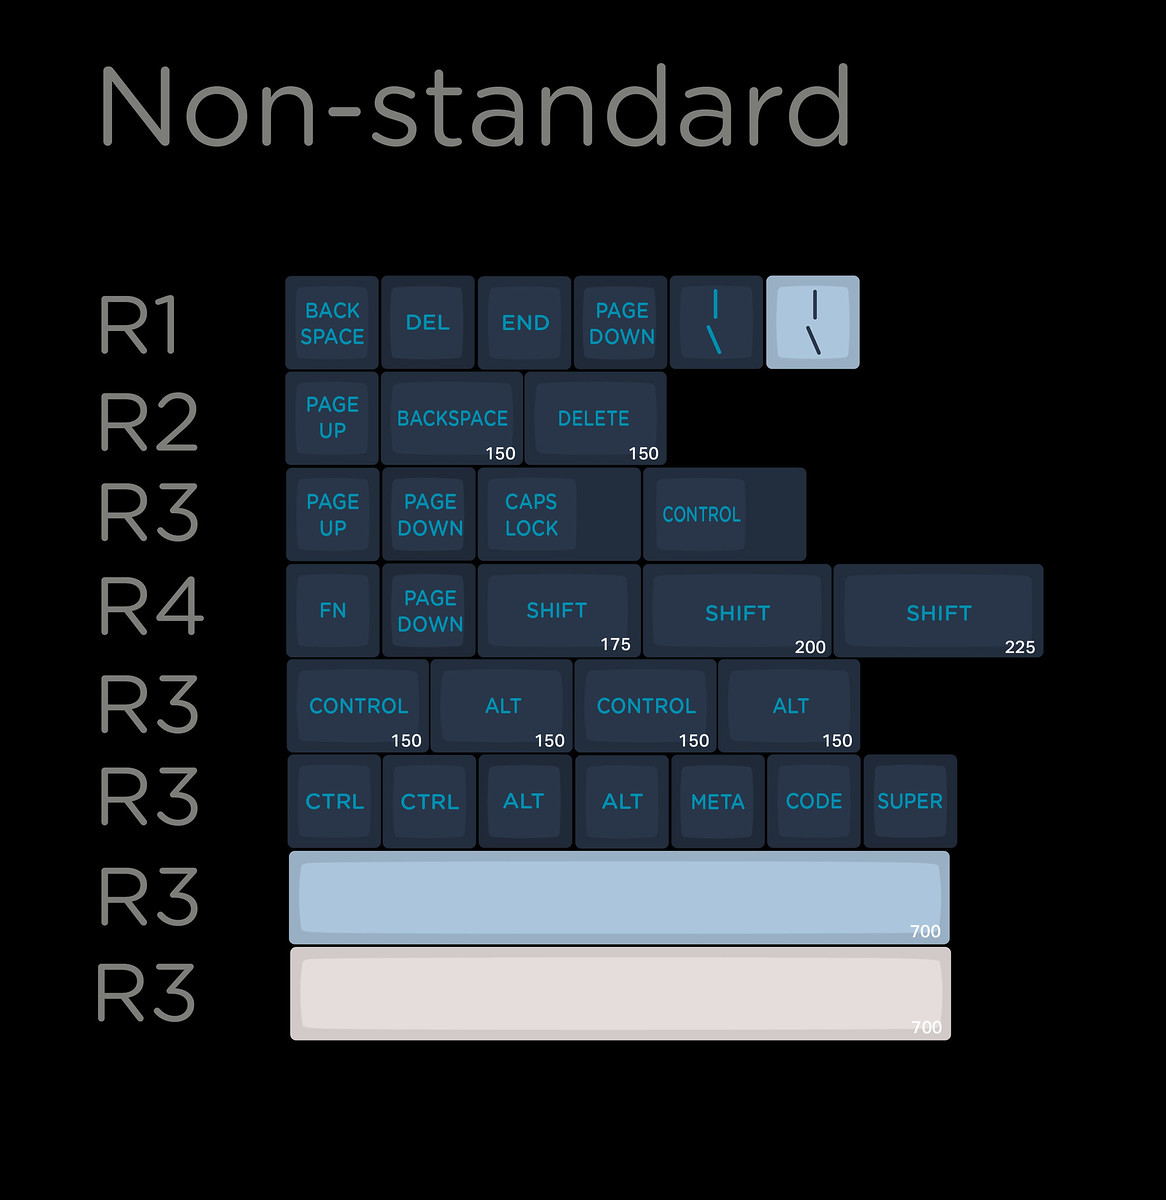 Non-standard
R1
BACK
SPACE
DEL
END
PAGE
DOWN
|
\
|
\
R2
PAGE
UP
BACKSPACE
150
DELETE
150
R3
PAGE
UP
PAGE
DOWN
CAPS
LOCK
CONTROL
R4
FN
PAGE
DOWN
SHIFT
175
SHIFT
200
SHIFT
225
R3
CONTROL
150
ALT
150
CONTROL
150
ALT
150
R3
CTRL
CTRL
ALT
ALT
META
CODE
SUPER
R3
700
R3
700